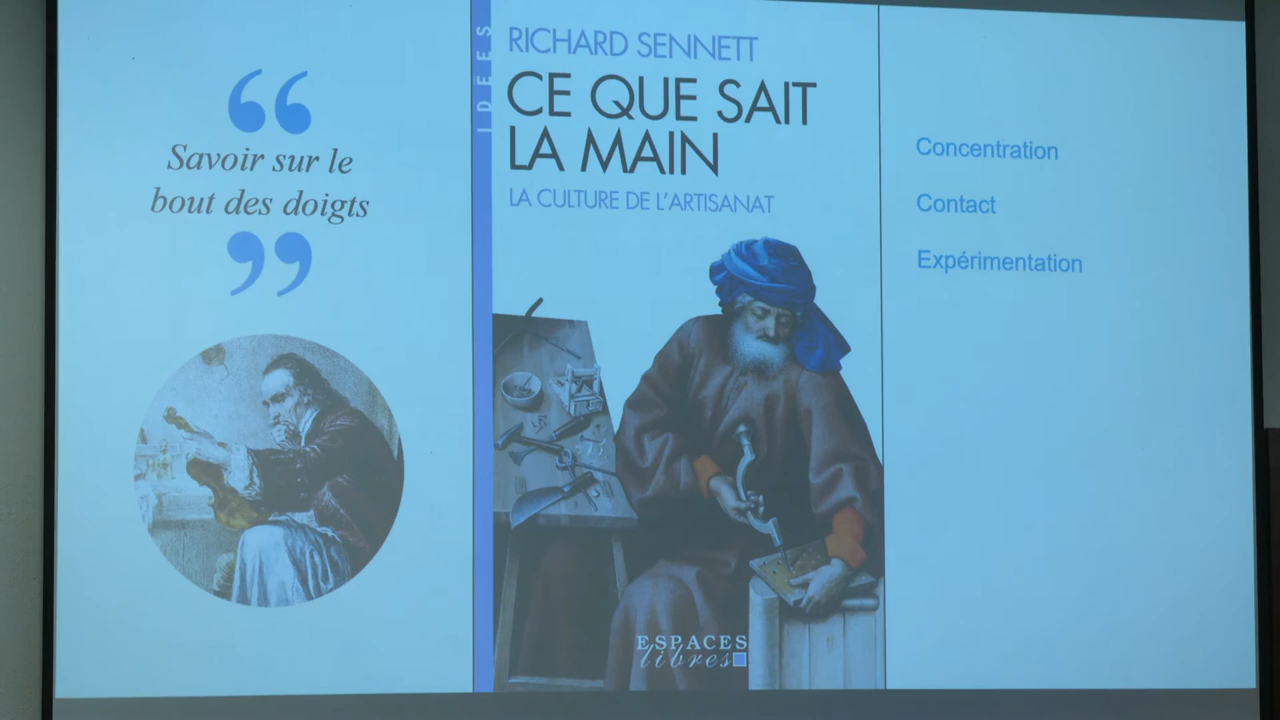 “
Savoir sur le
bout des doigts
”
IDÉES
RICHARD SENNETT
CE QUE SAIT
LA MAIN
LA CULTURE DE L’ARTISANAT
ESPACES
libres
Concentration
Contact
Expérimentation